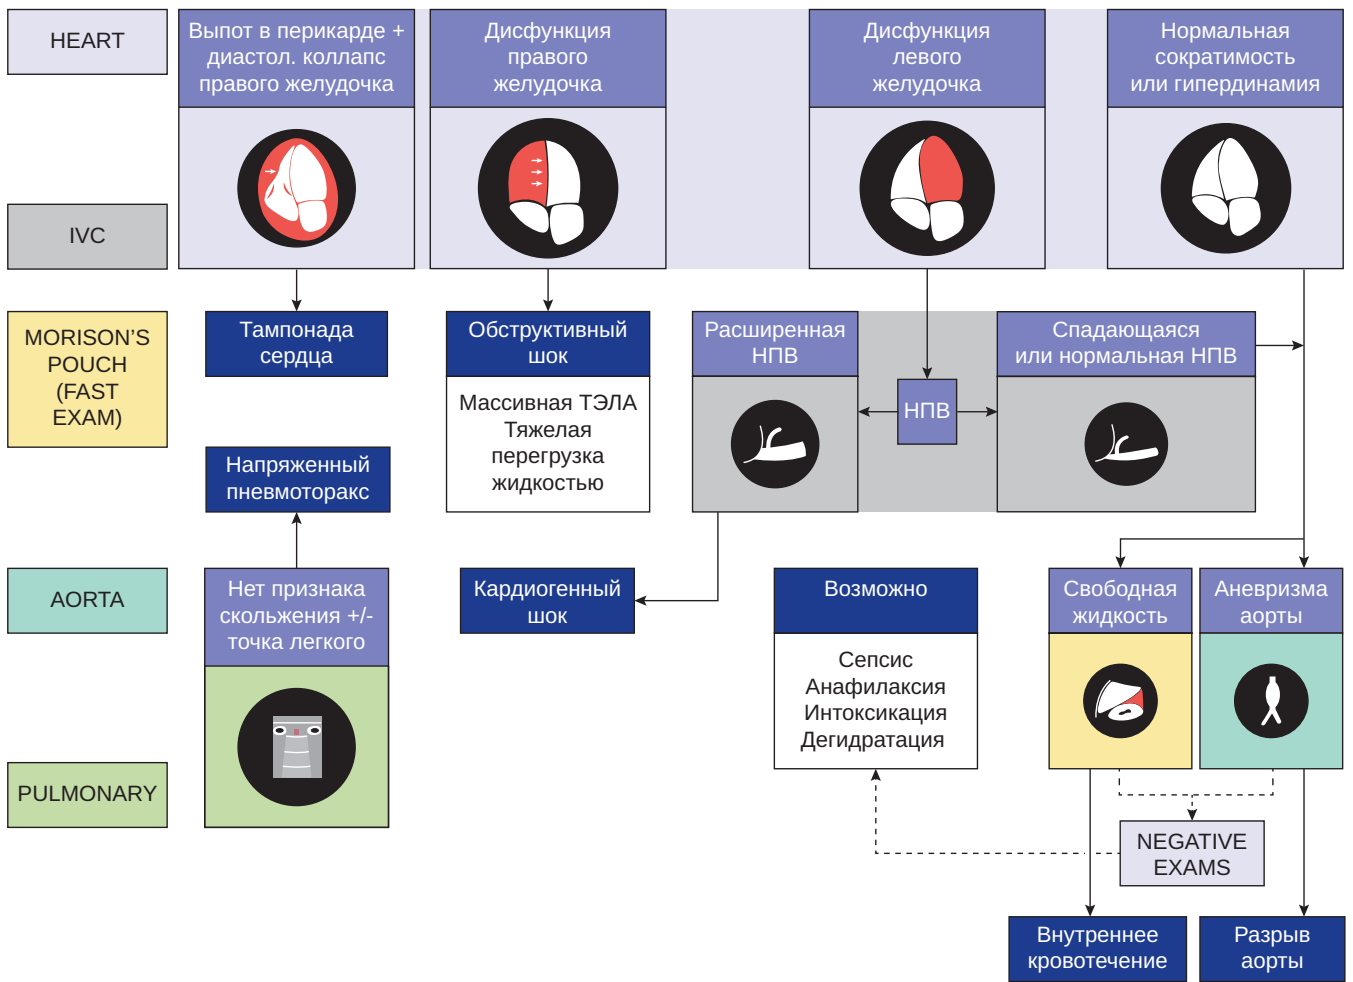 HEART
Выпот в перикарде +
диастол. коллапс
правого желудочка
Дисфункция
правого
желудочка
Дисфункция
левого
желудочка
Нормальная
сократимость
или гипердинамия
IVC
MORISON’S
POUCH
(FAST
EXAM)
Тампонада
сердца
Обструктивный
шок
Массивная ТЭЛА
Тяжелая
перегрузка
жидкостью
Расширенная
НПВ
НПВ
Спадающаяся
или нормальная НПВ
Напряженный
пневмоторакс
AORTA
Нет признака
скольжения +/-
точка легкого
Кардиогенный
шок
Возможно
Сепсис
Анафилаксия
Интоксикация
Дегидратация
Свободная
жидкость
Аневризма
аорты
PULMONARY
NEGATIVE
EXAMS
Внутреннее
кровотечение
Разрыв
аорты